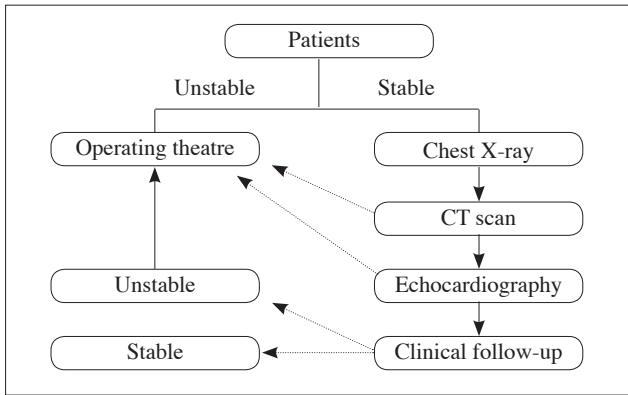 Patients
Unstable
Stable
Operating theatre
Chest X-ray
CT scan
Unstable
Echocardiography
Stable
Clinical follow-up